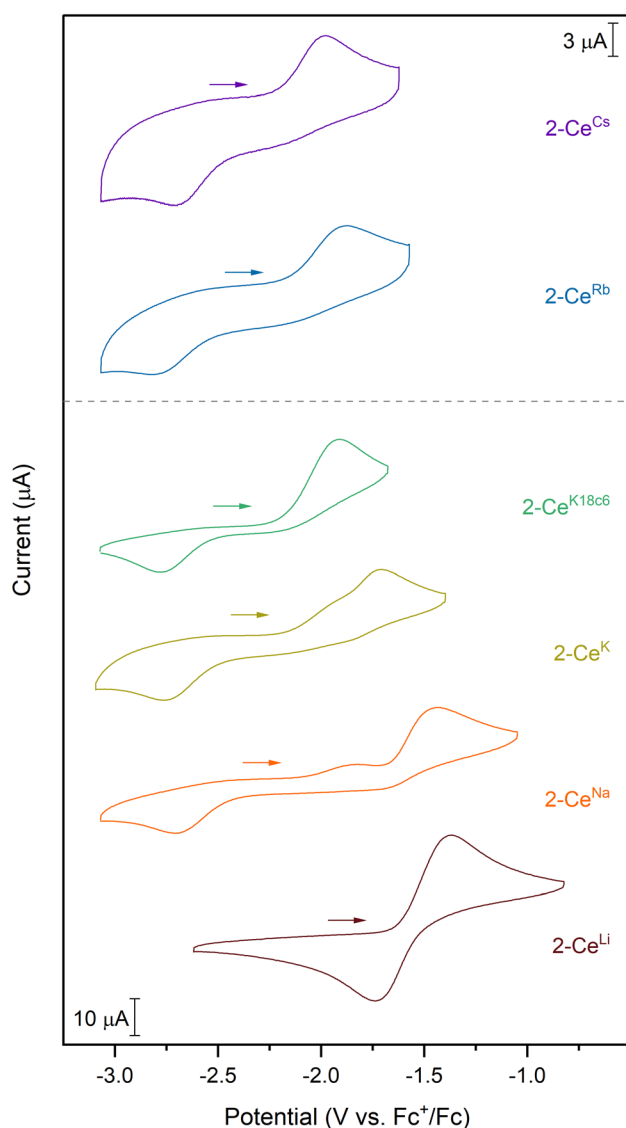 3 μA
2-Ce^Cs
2-Ce^Rb
2-Ce^K18c6
2-Ce^K
2-Ce^Na
2-Ce^Li
10 μA
Current (μA)
-3.0 -2.5 -2.0 -1.5 -1.0
Potential (V vs. Fc⁺/Fc)